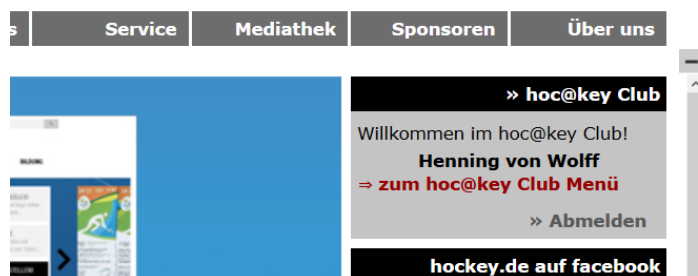 s
Service
Mediathek
Sponsoren
Über uns
» hoc@key Club
Willkommen im hoc@key Club!
Henning von Wolff
⇒ zum hoc@key Club Menü
» Abmelden
BILDUNG
hockey.de auf facebook